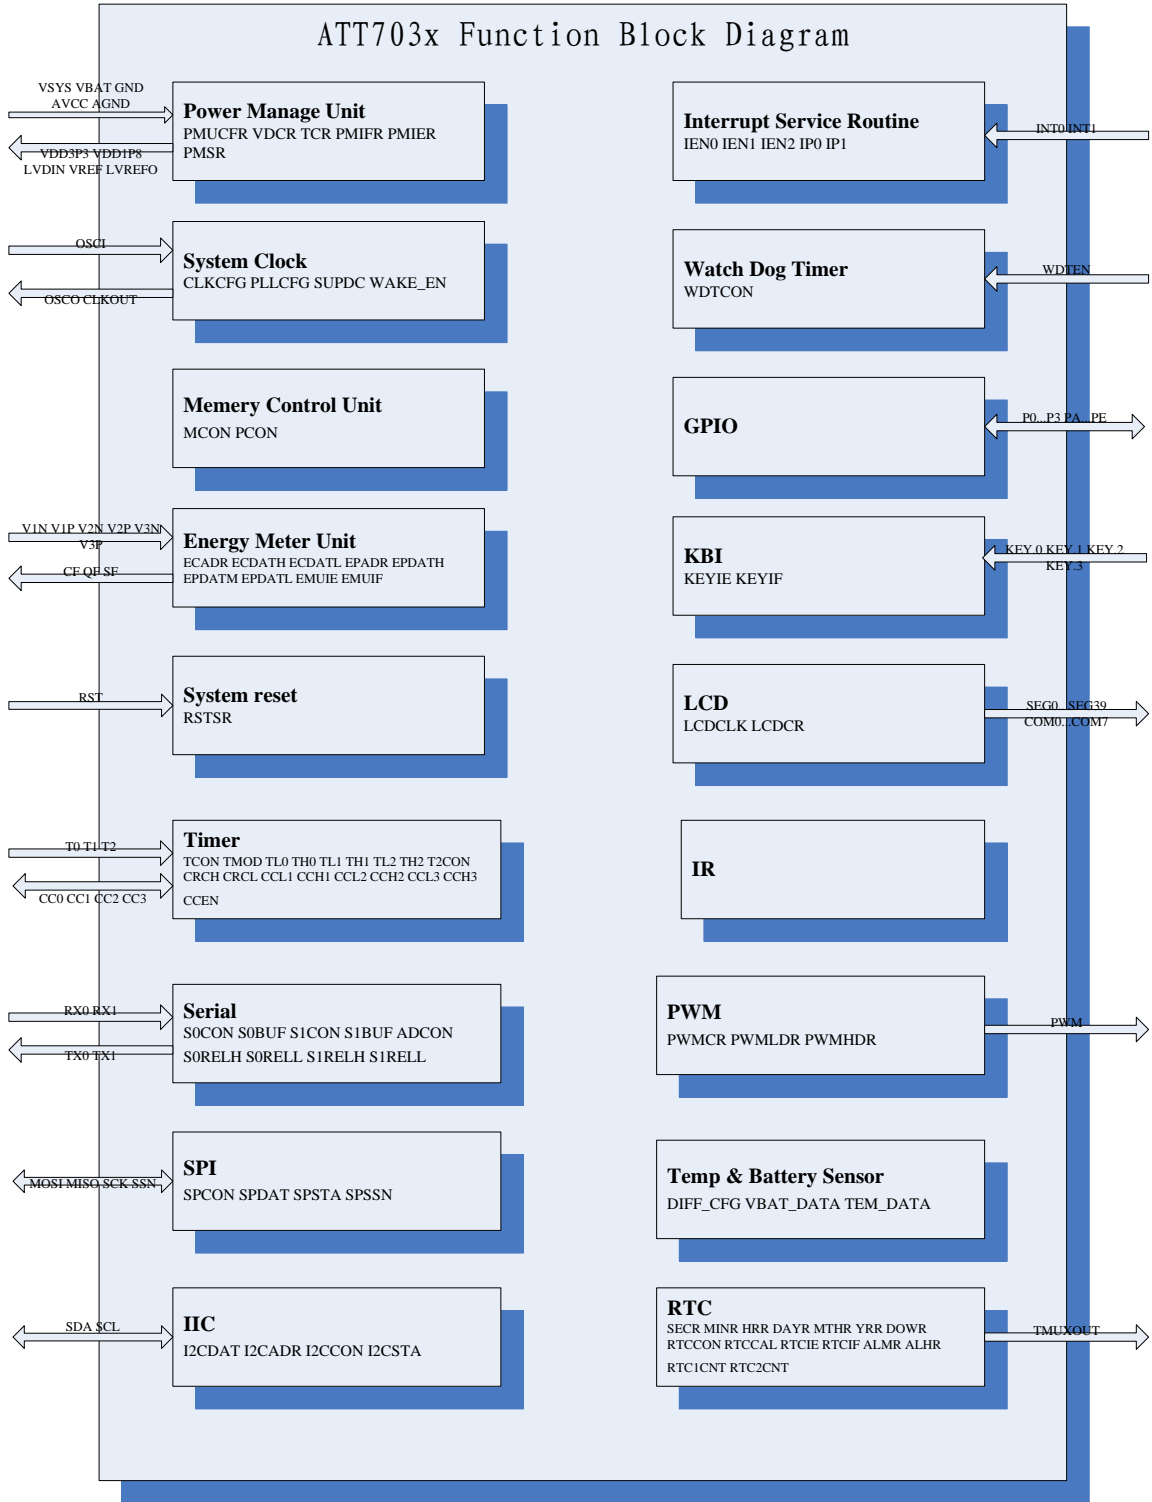 ATT703x Function Block Diagram
VSYS VBAT GND
AVCC AGND
VDD3P3 VDD1P8
LVDIN VREF LVREFO
Power Manage Unit
PMUCFR VDCR TCR PMIFR PMIER
PMSR
Interrupt Service Routine
IEN0 IEN1 IEN2 IP0 IP1
INT0 INT1
OSCI
OSCO CLKOUT
System Clock
CLKCFG PLLCFG SUPDC WAKE_EN
Watch Dog Timer
WDTCON
WDTEN
Memery Control Unit
MCON PCON
GPIO
P0...P3 PA...PE
V1N V1P V2N V2P V3N
V3P
CF QF SF
Energy Meter Unit
ECADR ECDATH ECDATL EPADR EPDATH
EPDATM EPDATL EMUIE EMUIF
KBI
KEYIE KEYIF
KEY.0 KEY.1 KEY.2
KEY.3
RST
System reset
RSTSR
LCD
LCDCLK LCDCR
SEG0...SEG39
COM0...COM7
T0 T1 T2
CC0 CC1 CC2 CC3
Timer
TCON TMOD TL0 TH0 TL1 TH1 TL2 TH2 T2CON
CRCH CRCL CCL1 CCH1 CCL2 CCH2 CCL3 CCH3
CCEN
IR
RX0 RX1
TX0 TX1
Serial
S0CON S0BUF S1CON S1BUF ADCON
S0RELH S0RELL S1RELH S1RELL
PWM
PWMCR PWMLDR PWMHDR
PWM
MOSI MISO SCK SSN
SPI
SPCON SPDAT SPSTA SPSSN
Temp & Battery Sensor
DIFF_CFG VBAT_DATA TEM_DATA
SDA SCL
IIC
I2CDAT I2CADR I2CCON I2CSTA
RTC
SECR MINR HRR DAYR MTHR YRR DOWR
RTCCON RTCCAL RTCIE RTCIF ALMR ALHR
RTC1CNT RTC2CNT
TMUXOUT